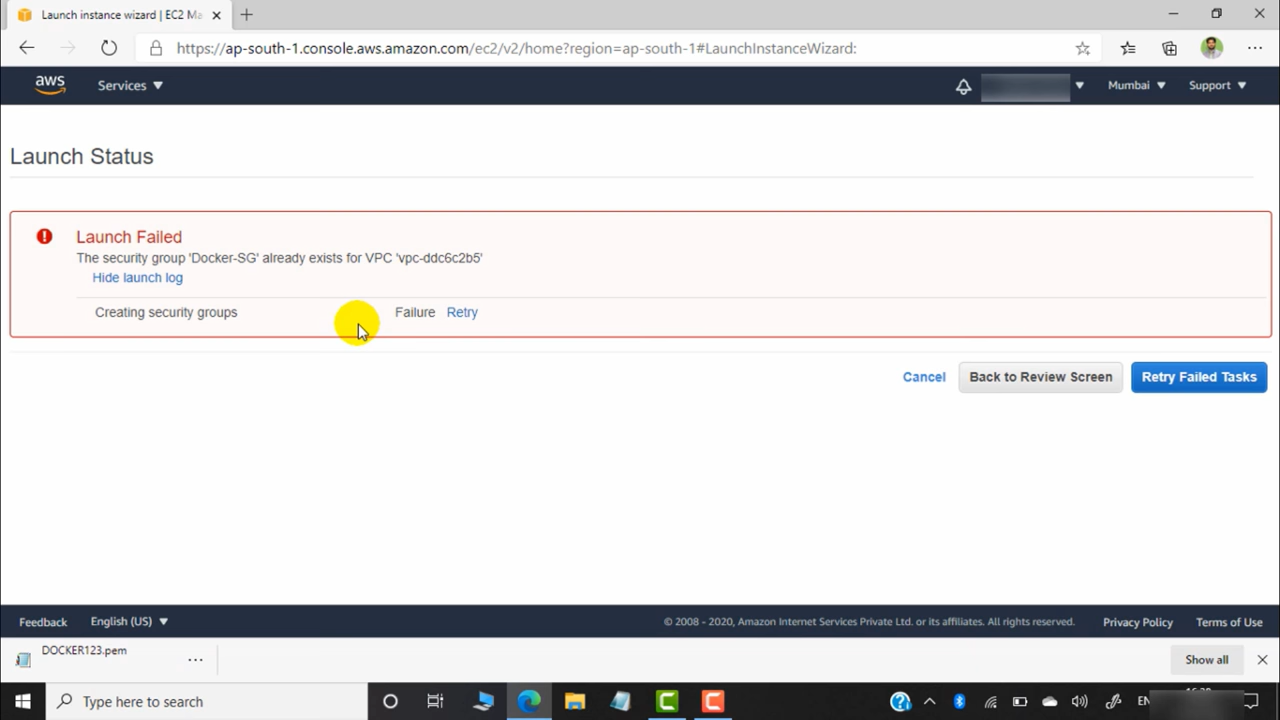 Launch instance wizard | EC2 Ma
https://ap-south-1.console.aws.amazon.com/ec2/v2/home?region=ap-south-1#LaunchInstanceWizard:
aws Services Mumbai Support
Launch Status
Launch Failed
The security group 'Docker-SG' already exists for VPC 'vpc-ddc6c2b5'
Hide launch log
Creating security groups Failure Retry
Cancel Back to Review Screen Retry Failed Tasks
Feedback English (US) © 2008 - 2020, Amazon Internet Services Private Ltd. or its affiliates. All rights reserved. Privacy Policy Terms of Use
DOCKER123.pem Show all
Type here to search